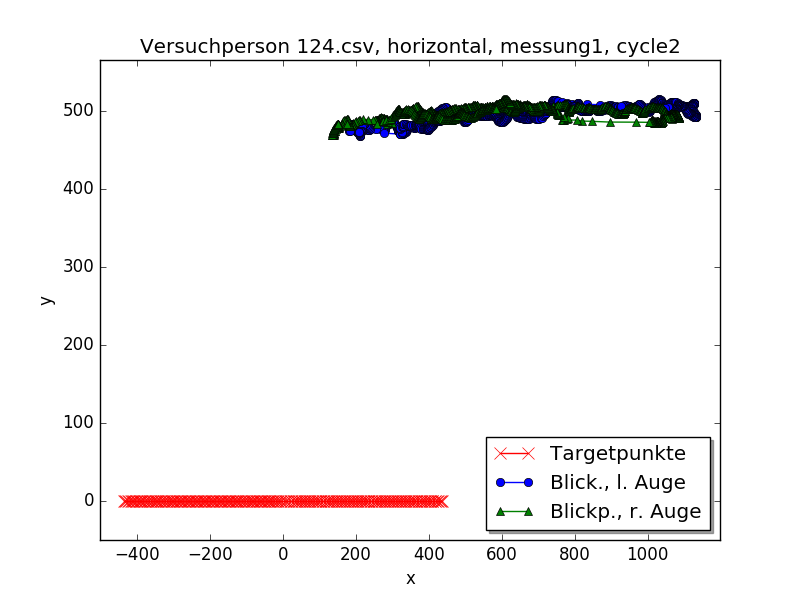 Versuchperson 124.csv, horizontal, messung1, cycle2
500
400
300
200
100
0
y
−400 −200 0 200 400 600 800 1000
x
Targetpunkte
Blick., l. Auge
Blickp., r. Auge